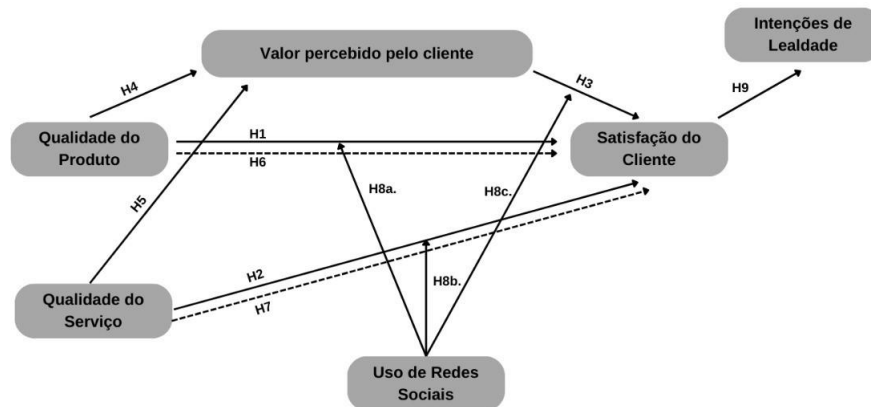 Intenções de
Lealdade
Valor percebido pelo cliente
H3
H9
H4
Qualidade do
Produto
H1
H6
Satisfação do
Cliente
H5
H8a.
H8c.
H2
H7
H8b.
Qualidade do
Serviço
Uso de Redes
Sociais